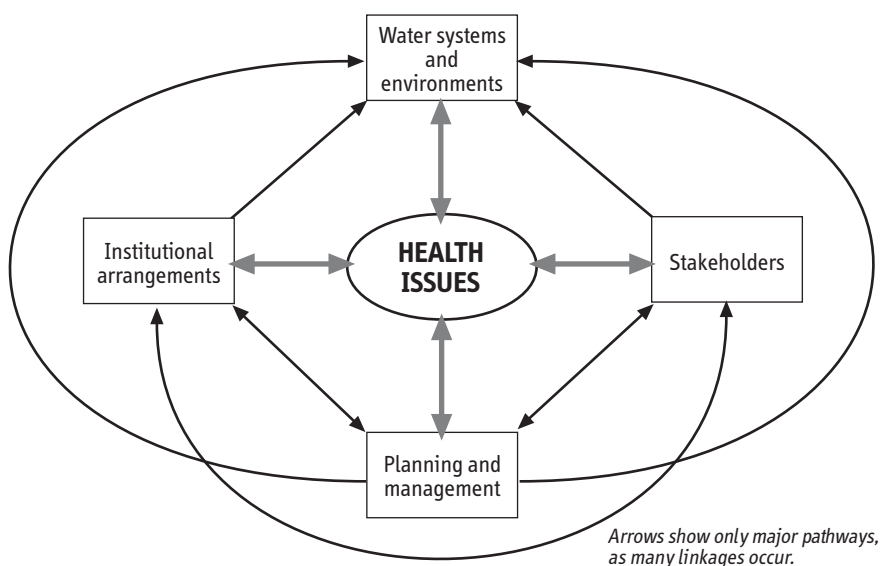 Water systems
and
environments
Institutional
arrangements
HEALTH
ISSUES
Stakeholders
Planning and
management
Arrows show only major pathways,
as many linkages occur.